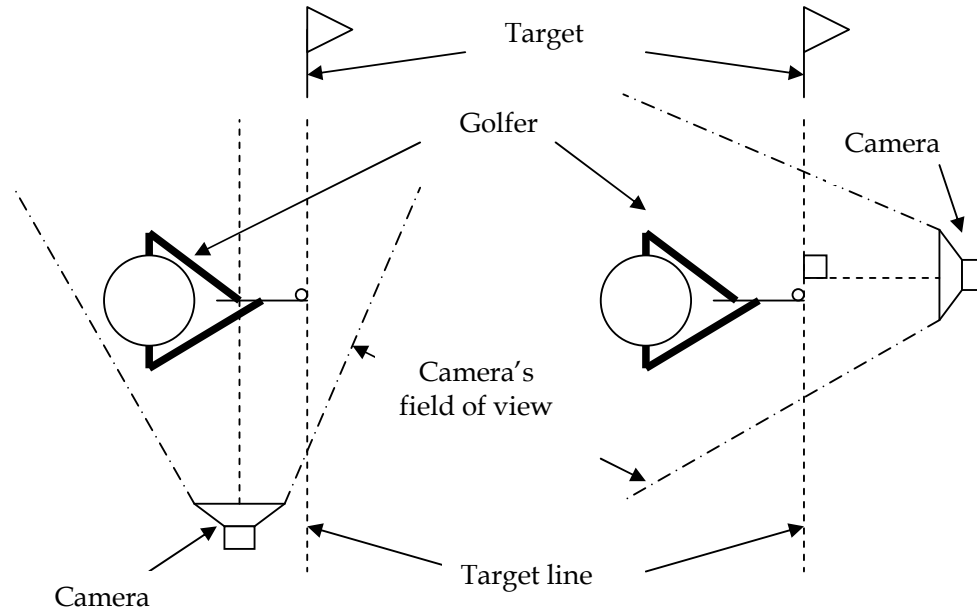 Target
Golfer
Camera
Camera’s
field of view
Target line
Camera